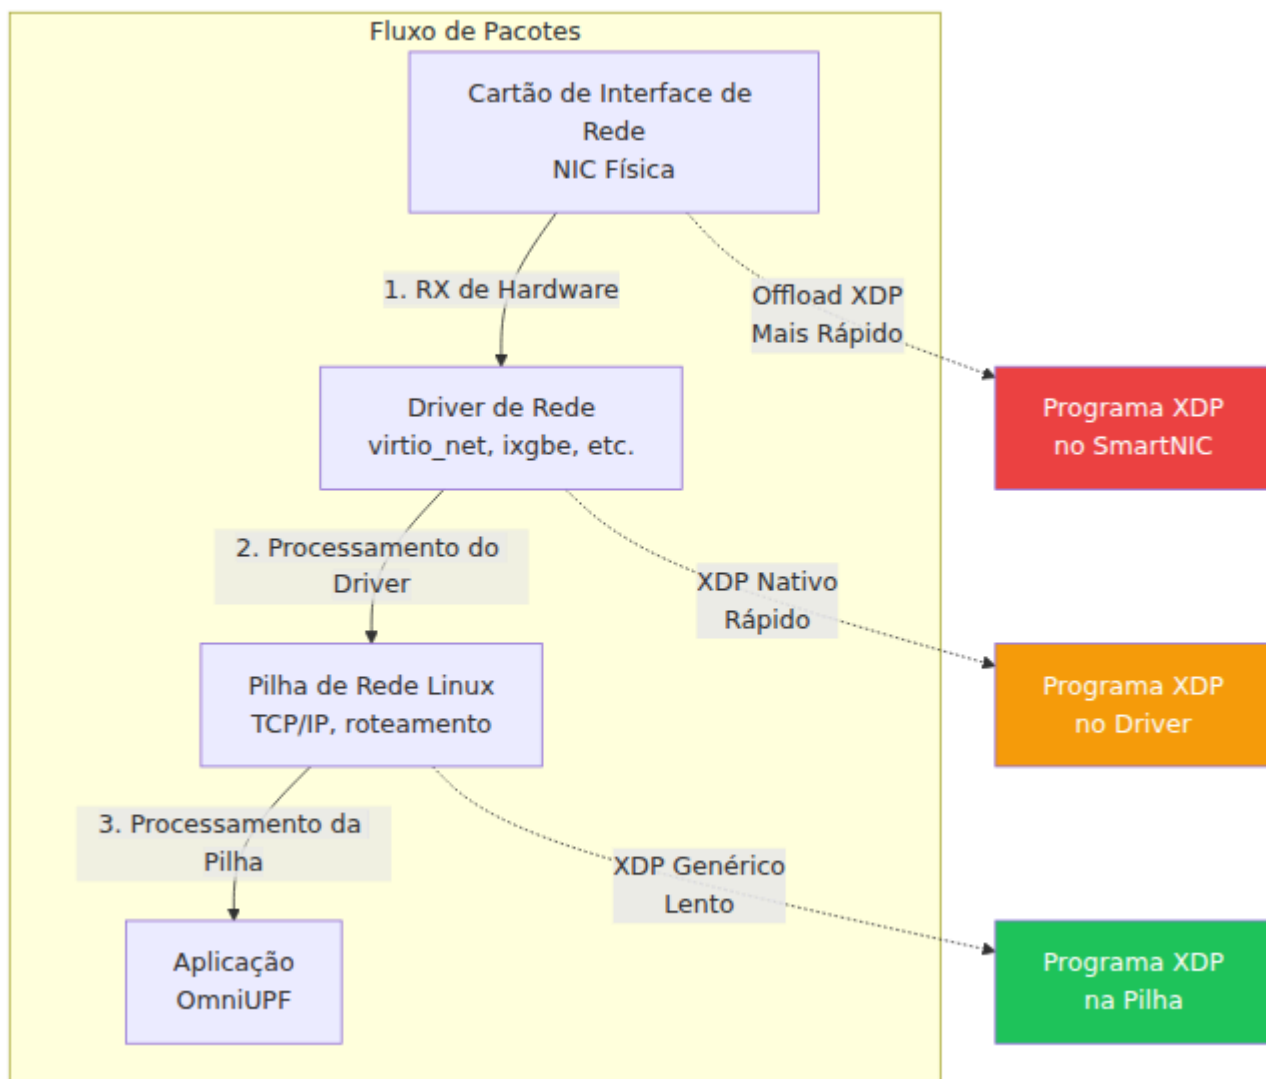 Fluxo de Pacotes
Cartão de Interface de
Rede
NIC Física
1. RX de Hardware
Offload XDP
Mais Rápido
Driver de Rede
virtio_net, ixgbe, etc.
Programa XDP
no SmartNIC
2. Processamento do
Driver
XDP Nativo
Rápido
Pilha de Rede Linux
TCP/IP, roteamento
Programa XDP
no Driver
3. Processamento da
Pilha
XDP Genérico
Lento
Aplicação
OmniUPF
Programa XDP
na Pilha